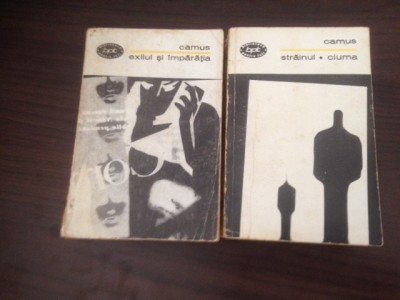 bpt
camus
exilul și împărăția
bpt
camus
străinul • ciuma